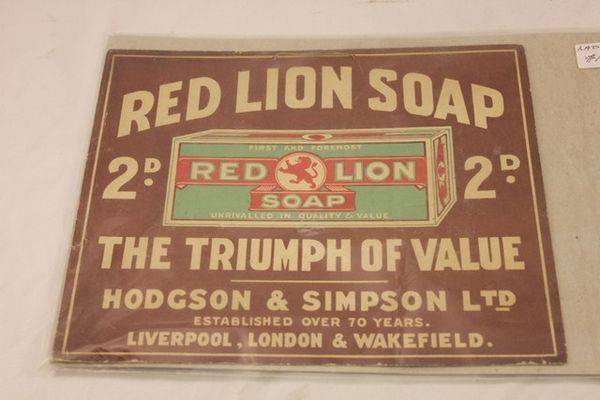 RED LION SOAP
2D. 2D.
FIRST AND FOREMOST
RED LION
SOAP
UNRIVALLED IN QUALITY & VALUE
THE TRIUMPH OF VALUE
HODGSON & SIMPSON LTD
ESTABLISHED OVER 70 YEARS.
LIVERPOOL, LONDON & WAKEFIELD.